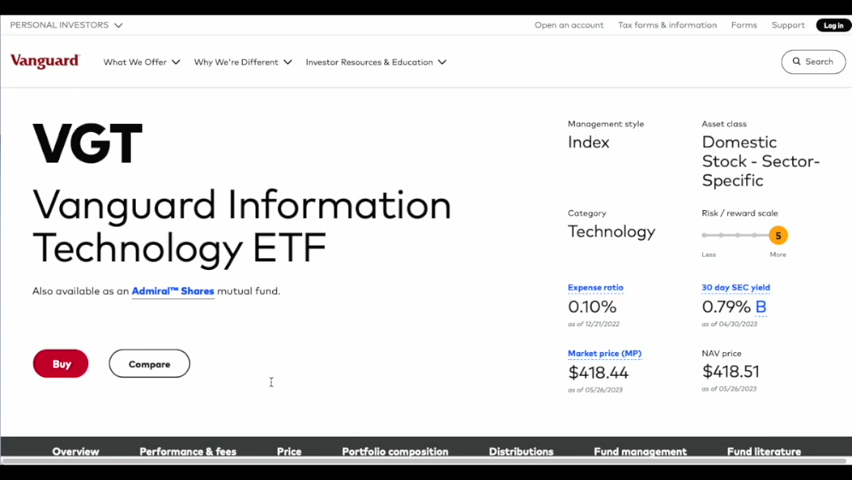 PERSONAL INVESTORS
Open an account
Tax forms & information
Forms
Support
Log in
Vanguard
What We Offer
Why We're Different
Investor Resources & Education
Search
VGT
Vanguard Information
Technology ETF
Also available as an Admiral™ Shares mutual fund.
Buy
Compare
Management style
Index
Asset class
Domestic
Stock - Sector-
Specific
Category
Technology
Risk / reward scale
5
Less
More
Expense ratio
0.10%
as of 12/21/2022
30 day SEC yield
0.79% B
as of 04/30/2023
Market price (MP)
$418.44
as of 05/26/2023
NAV price
$418.51
as of 05/26/2023
Overview
Performance & fees
Price
Portfolio composition
Distributions
Fund management
Fund literature